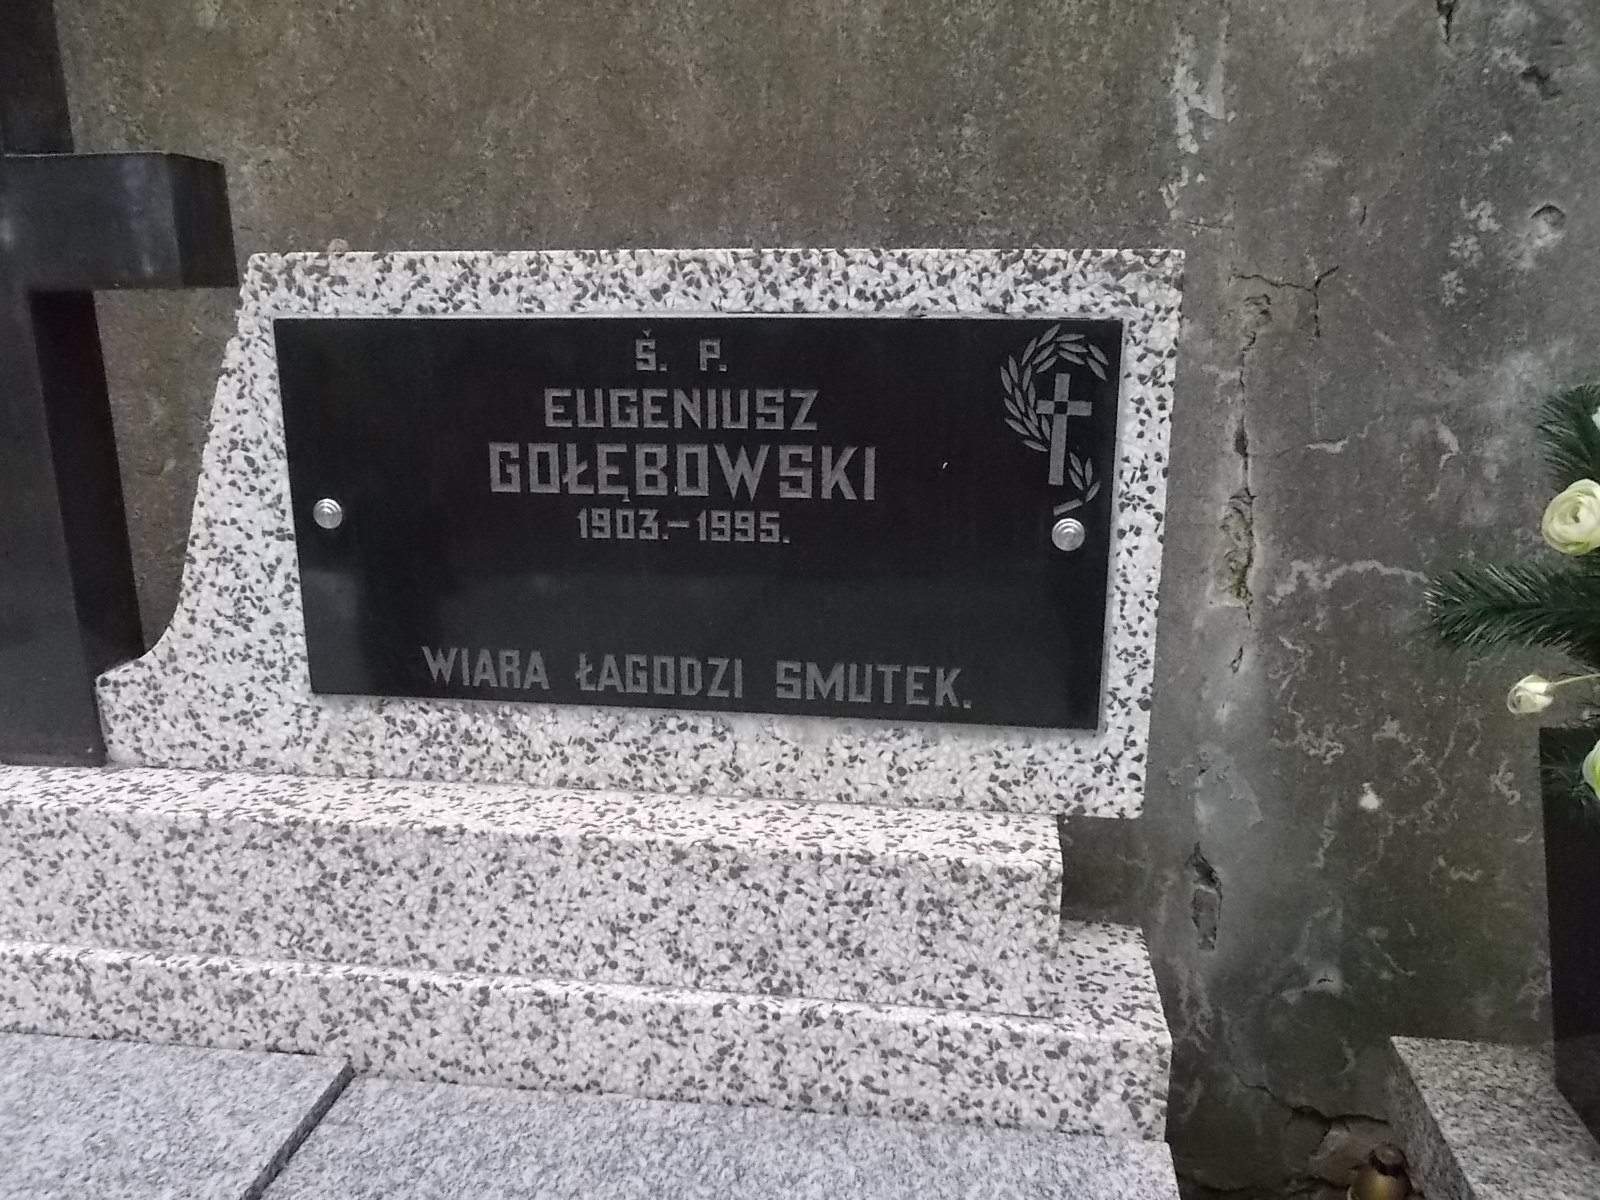 Ś. P.
EUGENIUSZ
GOŁĘBOWSKI
1903.-1995.
WIARA ŁAGODZI SMUTEK.